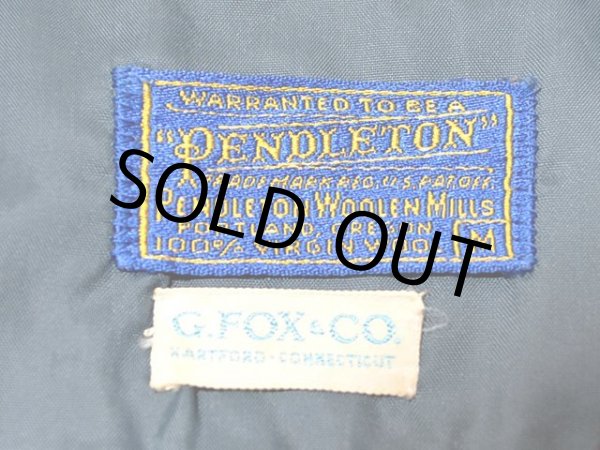 WARRANTED TO BE A
"PENDLETON"
TRADE MARK REG. U.S. PAT. OFF.
PENDLETON WOOLEN MILLS
PORTLAND, OREGON
100% VIRGIN WOOL M
SOLD OUT
G. FOX & CO.
HARTFORD - CONNECTICUT